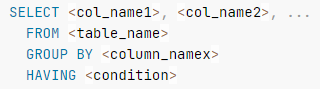 SELECT <col_name1>, <col_name2>, ...
FROM <table_name>
GROUP BY <column_namex>
HAVING <condition>